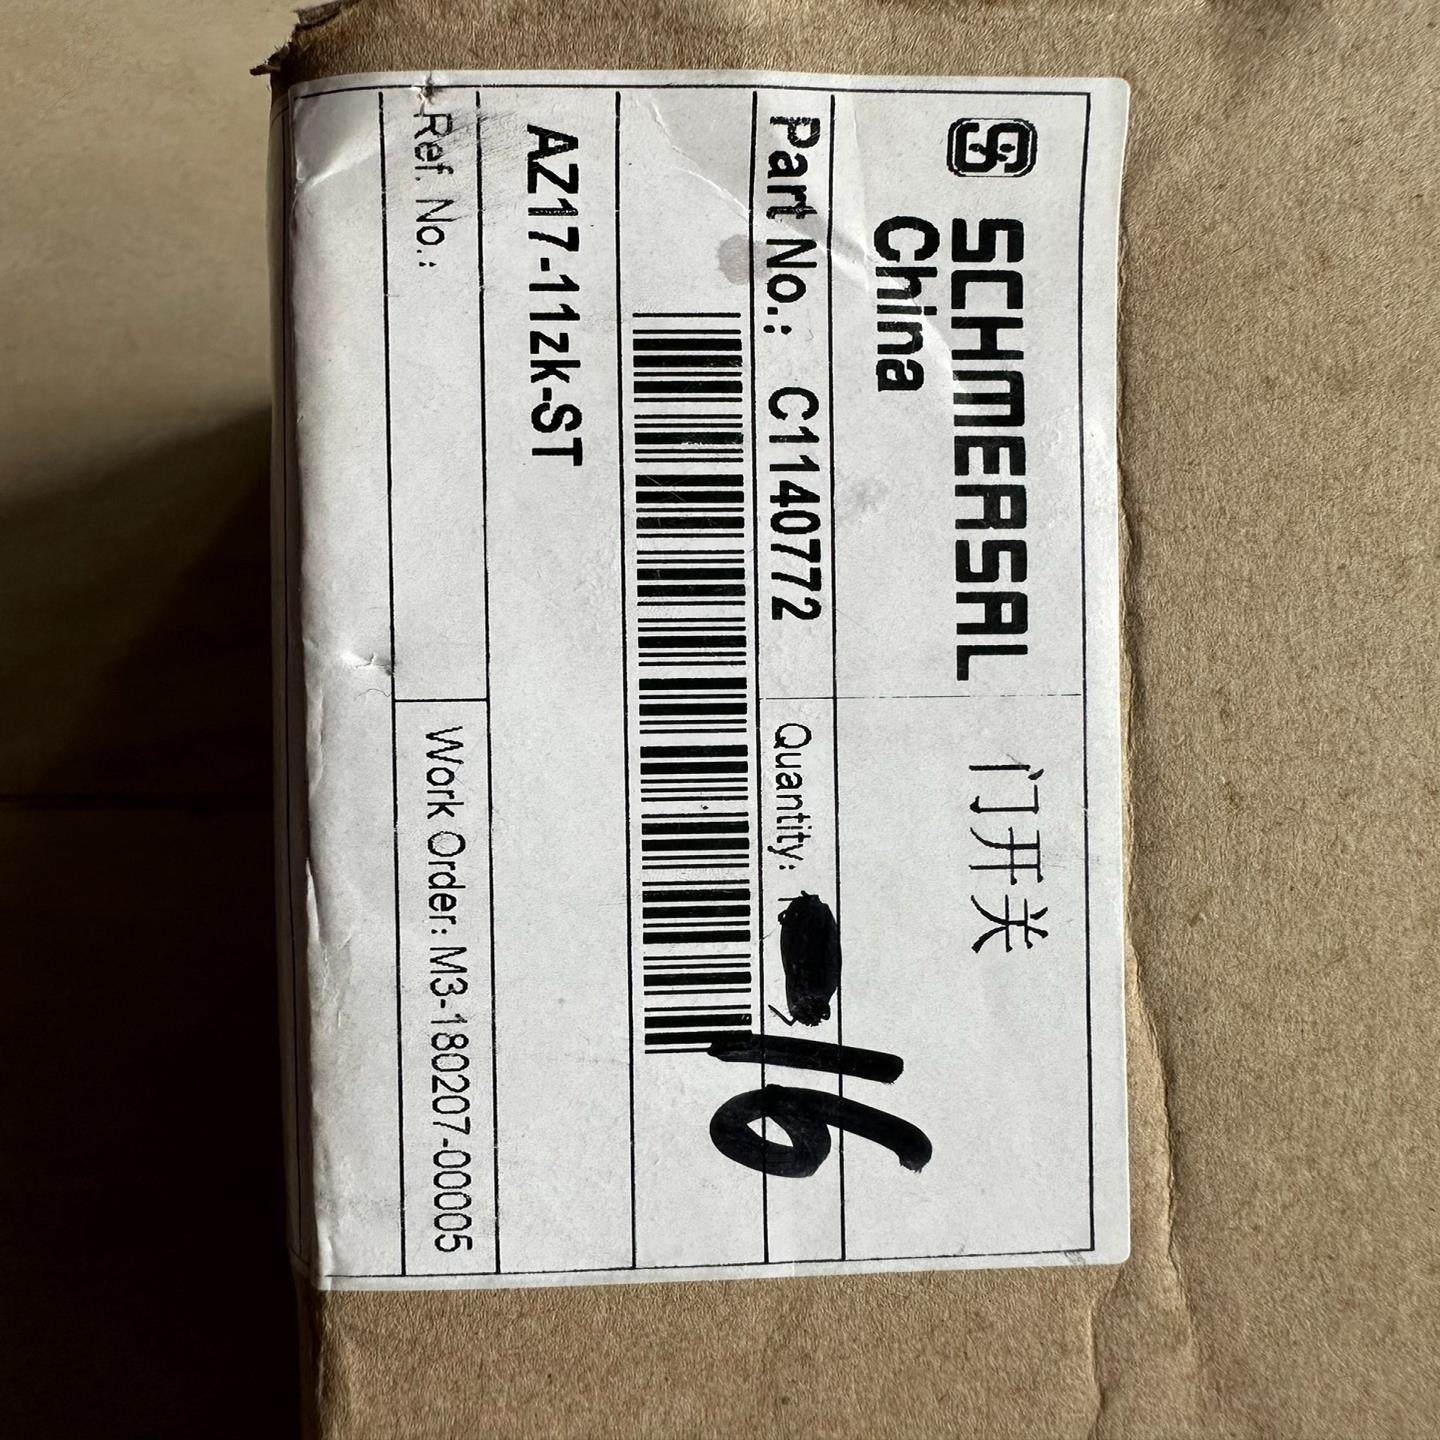 SCHMERSAL
China
门开关
Part No.: C1140772
Quantity:
16
AZ17-11zk-ST
Ref. No.:
Work Order: M3-180207-00005